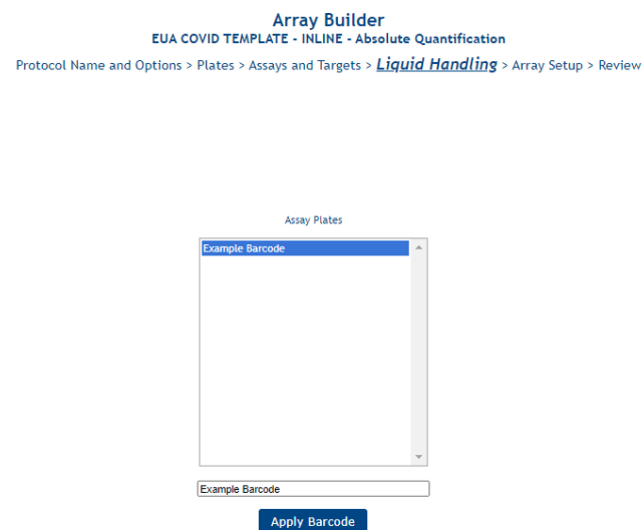 Array Builder
EUA COVID TEMPLATE - INLINE - Absolute Quantification
Protocol Name and Options > Plates > Assays and Targets > Liquid Handling > Array Setup > Review
Assay Plates
Example Barcode
Example Barcode
Apply Barcode